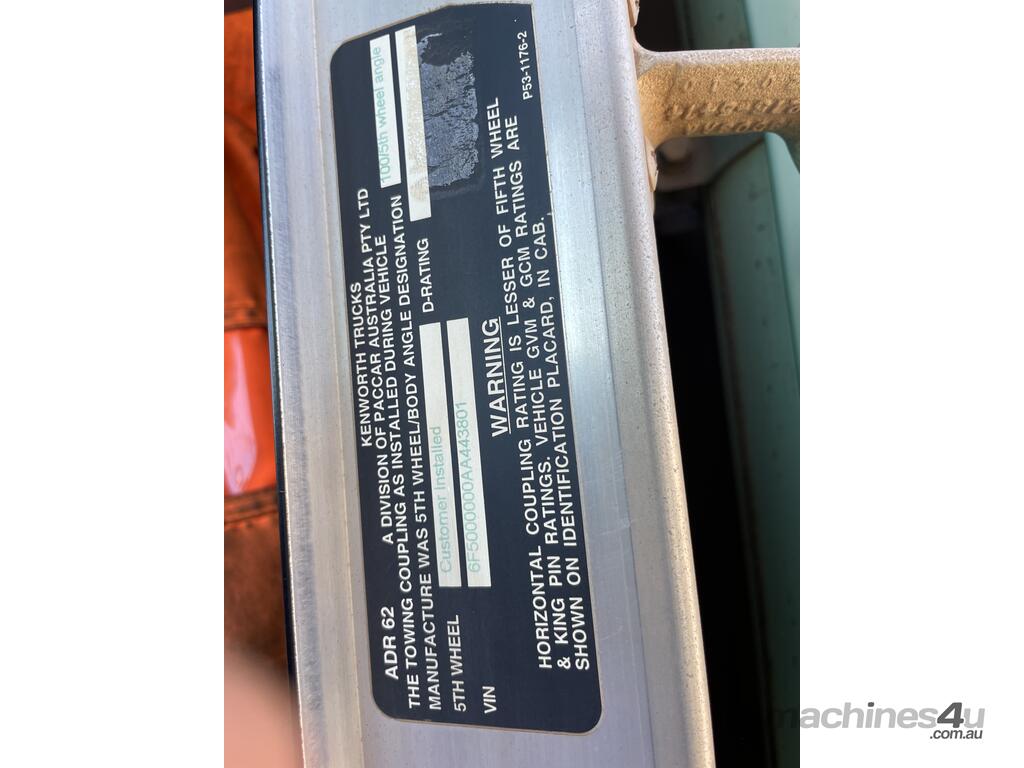 ADR 62
KENWORTH TRUCKS
A DIVISION OF PACCAR AUSTRALIA PTY LTD
THE TOWING COUPLING AS INSTALLED DURING VEHICLE
MANUFACTURE WAS 5TH WHEEL/BODY ANGLE DESIGNATION 100/5th wheel angle
5TH WHEEL Customer Installed D-RATING
VIN 6F5000000AA443801
WARNING
HORIZONTAL COUPLING RATING IS LESSER OF FIFTH WHEEL
& KING PIN RATINGS. VEHICLE GVM & GCM RATINGS ARE
SHOWN ON IDENTIFICATION PLACARD, IN CAB.
P53-1176-2
machines4u
.com.au